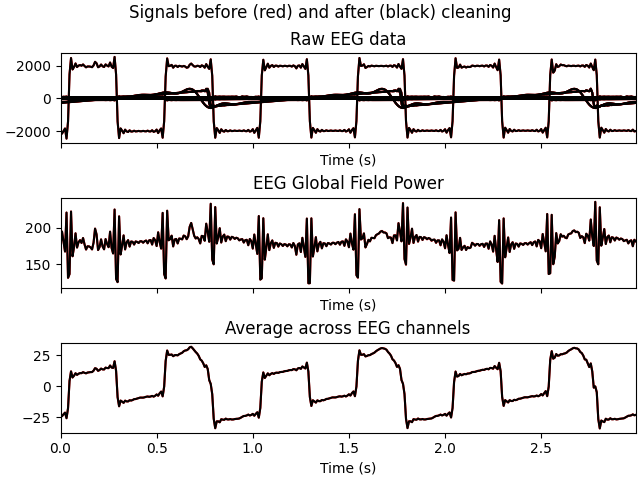 Signals before (red) and after (black) cleaning
Raw EEG data
2000
0
−2000
Time (s)
EEG Global Field Power
200
150
Time (s)
Average across EEG channels
25
0
−25
0.0 0.5 1.0 1.5 2.0 2.5
Time (s)